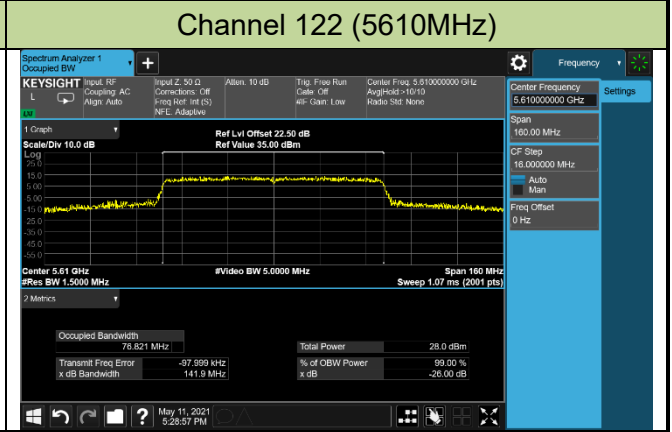 Channel 122 (5610MHz)
Spectrum Analyzer 1
Occupied BW
Frequency
KEYSIGHT
L
Input: RF
Coupling: AC
Align: Auto
Input Z: 50 Ω
Corrections: Off
Freq Ref: Int (S)
NFE: Adaptive
Atten: 10 dB
Trig: Free Run
Gate: Off
#IF Gain: Low
Center Freq: 5.610000000 GHz
Avg|Hold:>10/10
Radio Std: None
Center Frequency
5.610000000 GHz
Settings
Span
160.00 MHz
CF Step
16.000000 MHz
Auto
Man
Freq Offset
0 Hz
1 Graph
Scale/Div 10.0 dB
Ref Lvl Offset 22.50 dB
Ref Value 35.00 dBm
Log
25.0
15.0
5.00
-5.00
-15.0
-25.0
-35.0
-45.0
-55.0
Center 5.61 GHz
#Res BW 1.5000 MHz
#Video BW 5.0000 MHz
Span 160 MHz
Sweep 1.07 ms (2001 pts)
2 Metrics
Occupied Bandwidth
76.821 MHz
Total Power 28.0 dBm
Transmit Freq Error -97.999 kHz
% of OBW Power 99.00 %
x dB Bandwidth 141.9 MHz
x dB -26.00 dB
May 11, 2021
5:28:57 PM